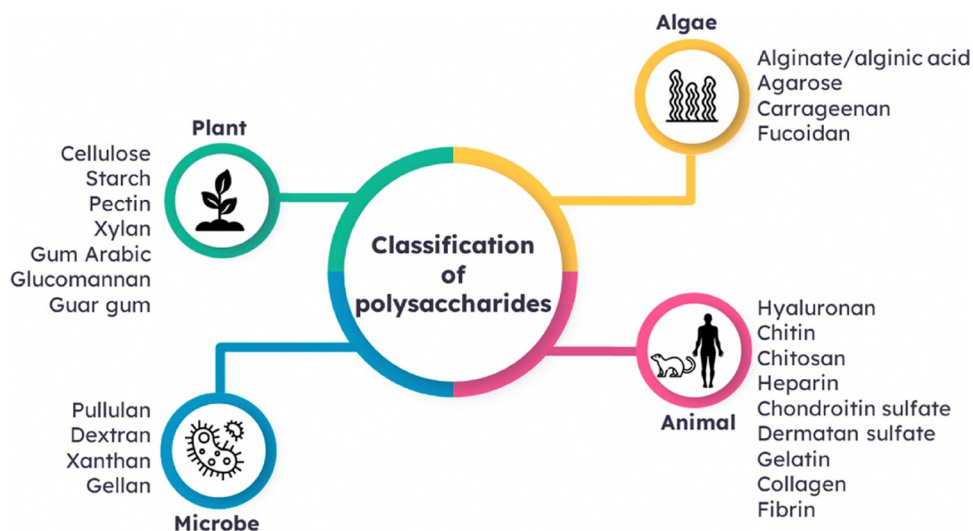 Algae
Alginate/alginic acid
Agarose
Carrageenan
Fucoidan
Plant
Cellulose
Starch
Pectin
Xylan
Gum Arabic
Glucomannan
Guar gum
Classification
of
polysaccharides
Hyaluronan
Chitin
Chitosan
Heparin
Chondroitin sulfate
Dermatan sulfate
Gelatin
Collagen
Fibrin
Animal
Pullulan
Dextran
Xanthan
Gellan
Microbe